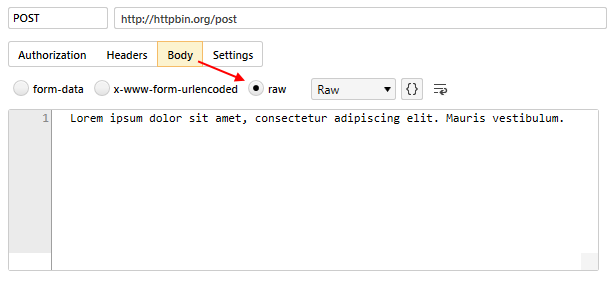 POST http://httpbin.org/post
Authorization Headers Body Settings
form-data x-www-form-urlencoded raw Raw {}
1 Lorem ipsum dolor sit amet, consectetur adipiscing elit. Mauris vestibulum.